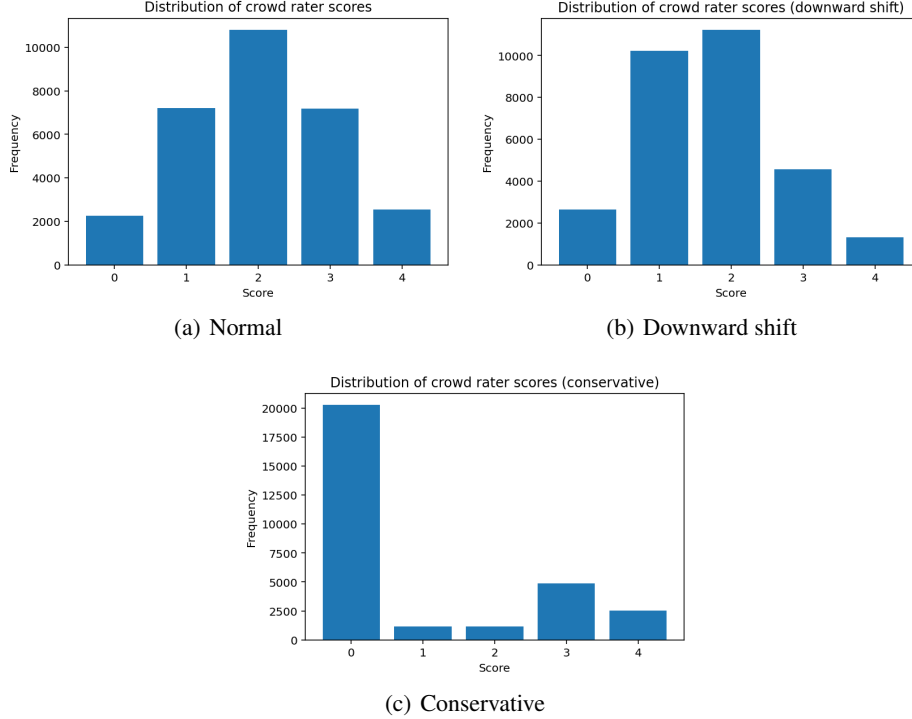 Distribution of crowd rater scores
10000
8000
6000
4000
2000
0
Frequency
0 1 2 3 4
Score
(a) Normal
Distribution of crowd rater scores (downward shift)
10000
8000
6000
4000
2000
0
Frequency
0 1 2 3 4
Score
(b) Downward shift
Distribution of crowd rater scores (conservative)
20000
17500
15000
12500
10000
7500
5000
2500
0
Frequency
0 1 2 3 4
Score
(c) Conservative